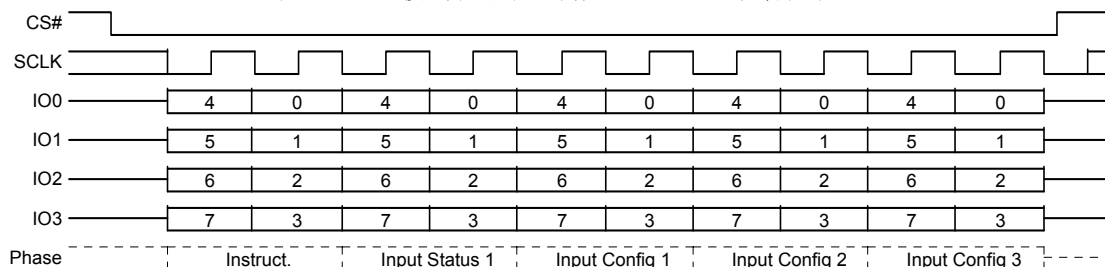 CS#
SCLK
IO0 4 0 4 0 4 0 4 0 4 0
IO1 5 1 5 1 5 1 5 1 5 1
IO2 6 2 6 2 6 2 6 2 6 2
IO3 7 3 7 3 7 3 7 3 7 3
Phase Instruct. Input Status 1 Input Config 1 Input Config 2 Input Config 3